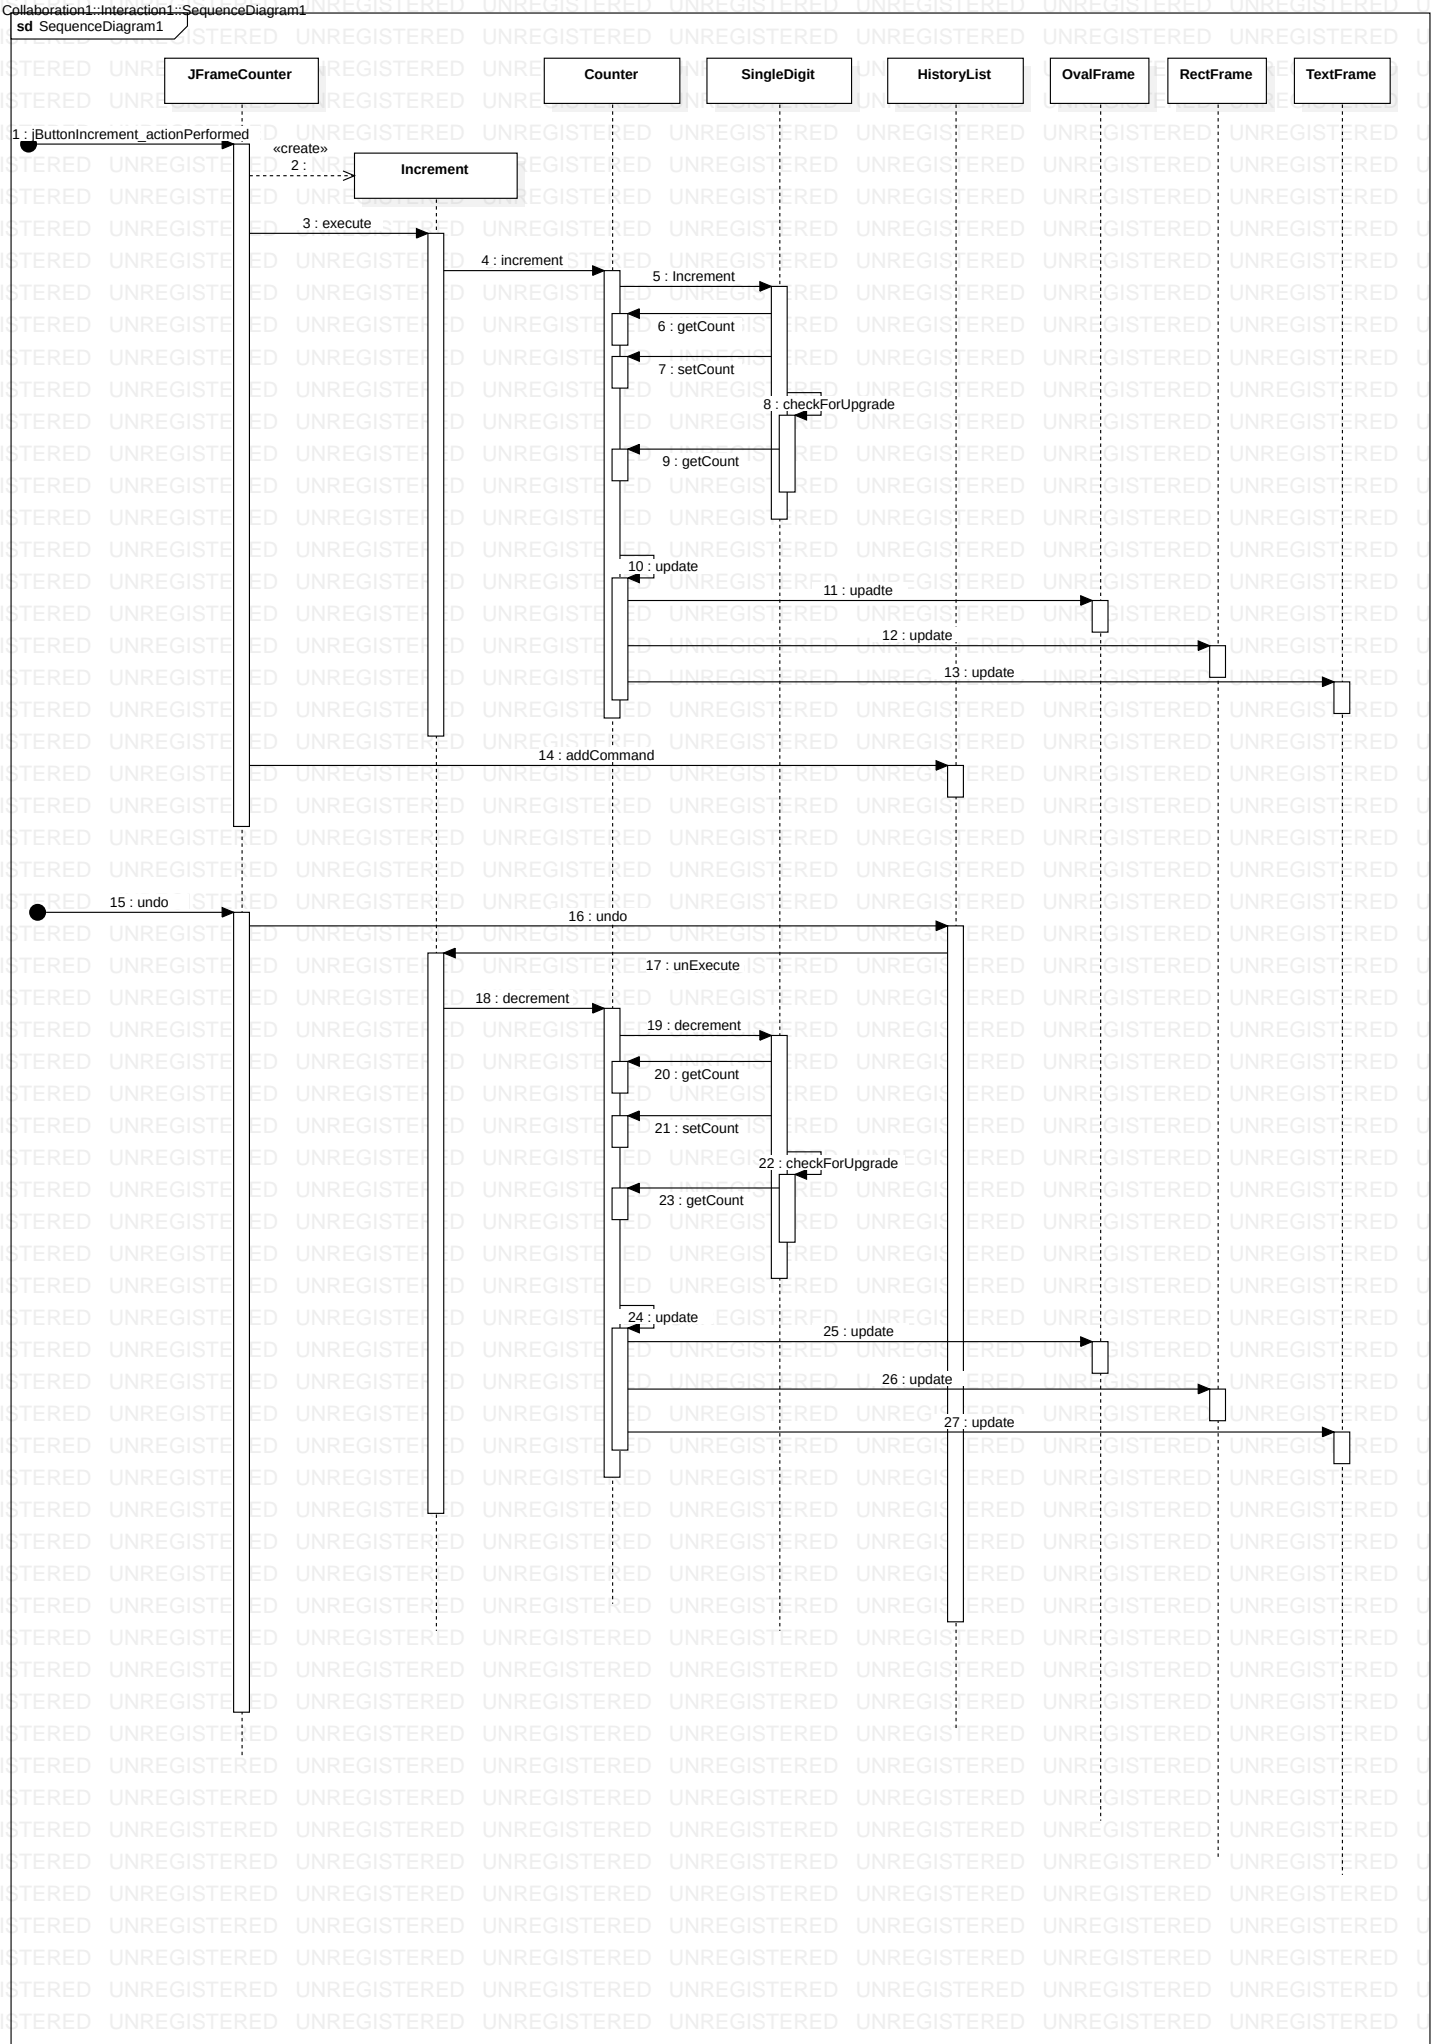 Collaboration1::Interaction1::SequenceDiagram1
sd SequenceDiagram1
JFrameCounter
Counter
SingleDigit
HistoryList
OvalFrame
RectFrame
TextFrame
1 : jButtonIncrement_actionPerformed
«create»
2 :
Increment
3 : execute
4 : increment
5 : Increment
6 : getCount
7 : setCount
8 : checkForUpgrade
9 : getCount
10 : update
11 : upadte
12 : update
13 : update
14 : addCommand
15 : undo
16 : undo
17 : unExecute
18 : decrement
19 : decrement
20 : getCount
21 : setCount
22 : checkForUpgrade
23 : getCount
24 : update
25 : update
26 : update
27 : update
UNREGISTERED